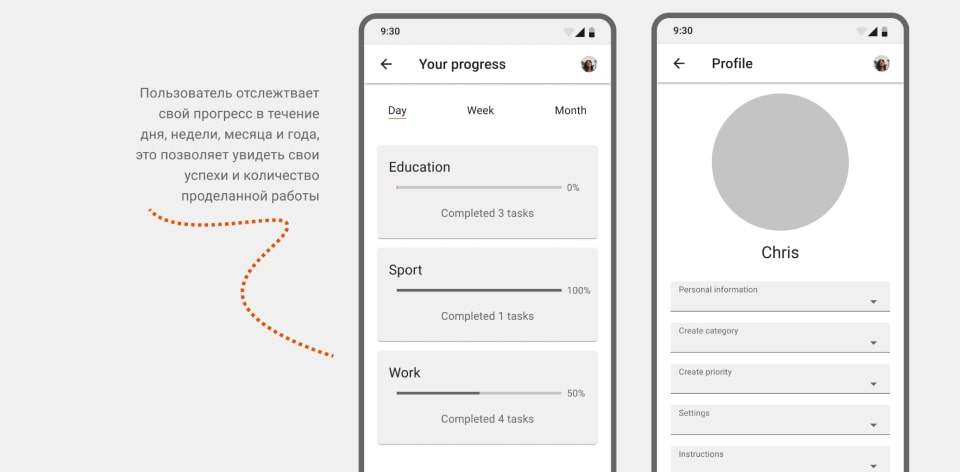 Пользователь отслежтвает
свой прогресс в течение
дня, недели, месяца и года,
это позволяет увидеть свои
успехи и количество
проделанной работы
9:30
Your progress
Day Week Month
Education
0%
Completed 3 tasks
Sport
100%
Completed 1 tasks
Work
50%
Completed 4 tasks
9:30
Profile
Chris
Personal information
Create category
Create priority
Settings
Instructions